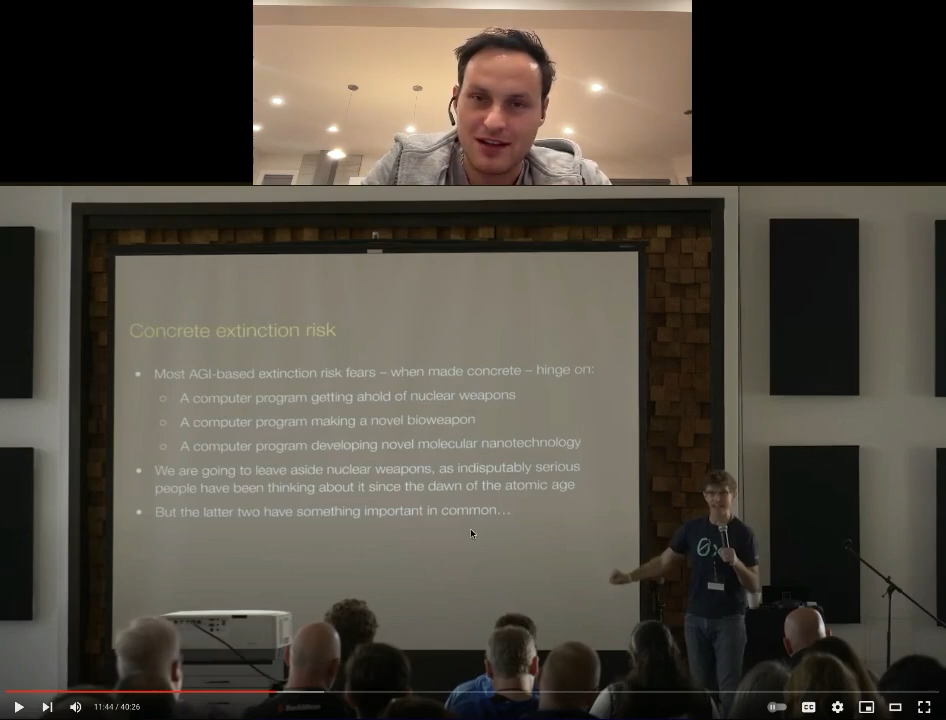 Concrete extinction risk
• Most AGI-based extinction risk fears – when made concrete – hinge on:
○ A computer program getting ahold of nuclear weapons
○ A computer program making a novel bioweapon
○ A computer program developing novel molecular nanotechnology
• We are going to leave aside nuclear weapons, as indisputably serious
people have been thinking about it since the dawn of the atomic age
• But the latter two have something important in common…
11:44 / 40:26
CC